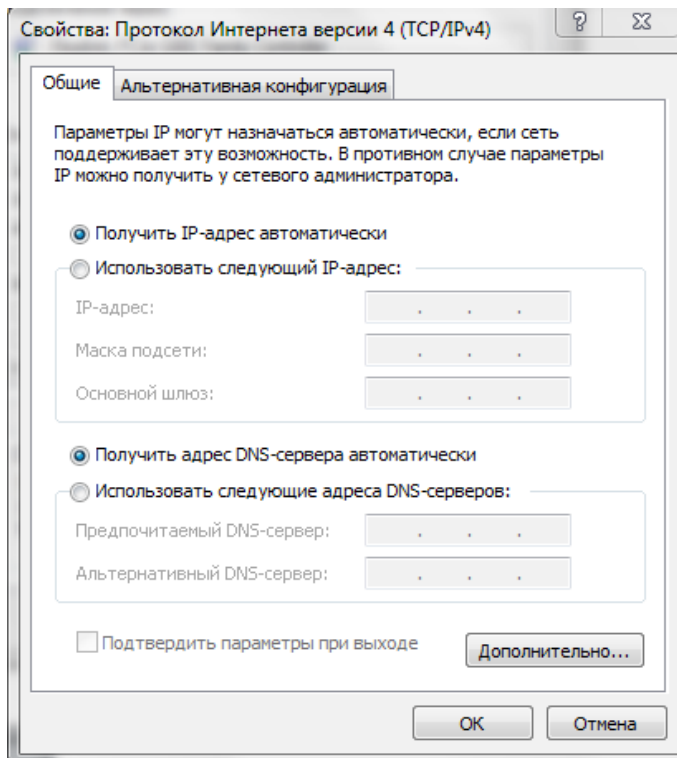 Свойства: Протокол Интернета версии 4 (TCP/IPv4)
Общие
Альтернативная конфигурация
Параметры IP могут назначаться автоматически, если сеть
поддерживает эту возможность. В противном случае параметры
IP можно получить у сетевого администратора.
Получить IP-адрес автоматически
Использовать следующий IP-адрес:
IP-адрес:
Маска подсети:
Основной шлюз:
Получить адрес DNS-сервера автоматически
Использовать следующие адреса DNS-серверов:
Предпочитаемый DNS-сервер:
Альтернативный DNS-сервер:
Подтвердить параметры при выходе
Дополнительно...
ОК
Отмена